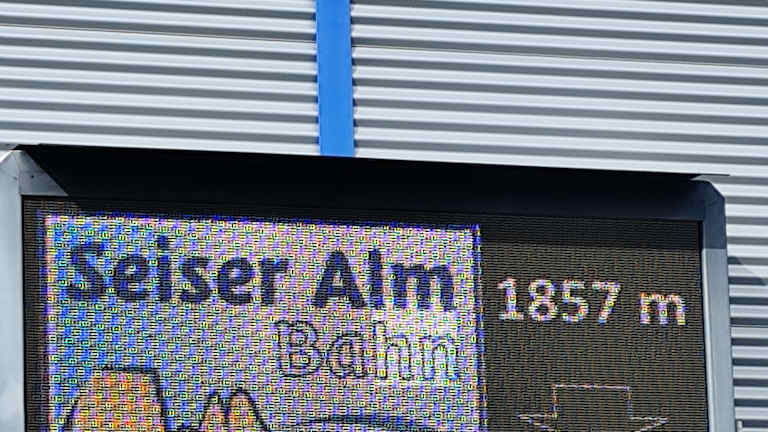 Seiser Alm
Bahn
1857 m